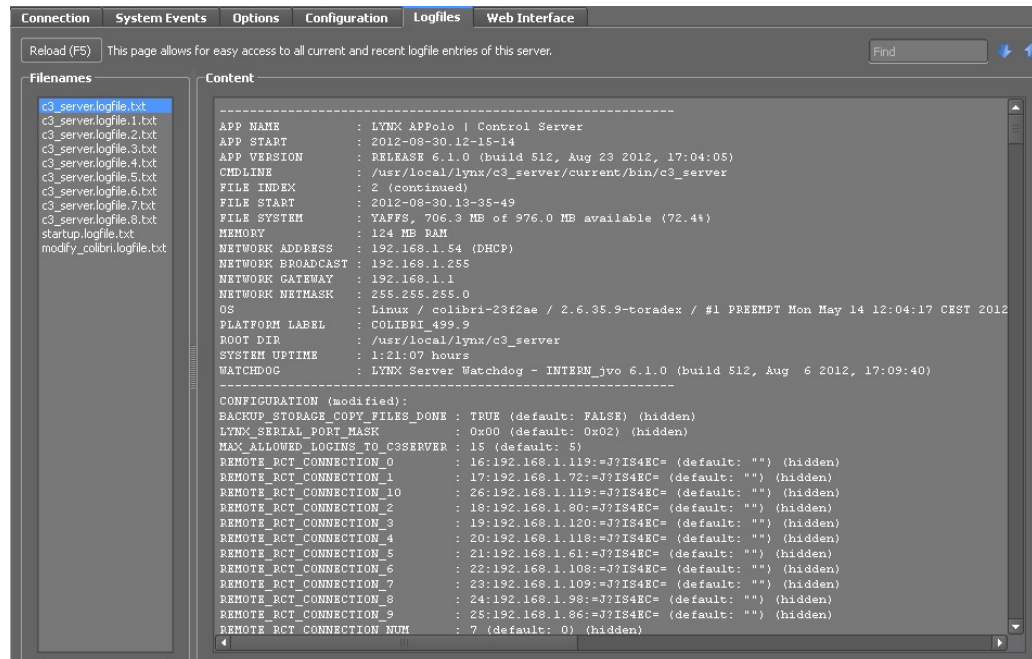 Connection System Events Options Configuration Logfiles Web Interface
Reload (F5) This page allows for easy access to all current and recent logfile entries of this server. Find
Filenames
c3_server.logfile.txt
c3_server.logfile.1.txt
c3_server.logfile.2.txt
c3_server.logfile.3.txt
c3_server.logfile.4.txt
c3_server.logfile.5.txt
c3_server.logfile.6.txt
c3_server.logfile.7.txt
c3_server.logfile.8.txt
startup.logfile.txt
modify_colibri.logfile.txt
Content
------------------------------------------------------------
APP NAME : LYNX APPolo | Control Server
APP START : 2012-08-30.12-15-14
APP VERSION : RELEASE 6.1.0 (build 512, Aug 23 2012, 17:04:05)
CMDLINE : /usr/local/lynx/c3_server/current/bin/c3_server
FILE INDEX : 2 (continued)
FILE START : 2012-08-30.13-35-49
FILE SYSTEM : YAFFS, 706.3 MB of 976.0 MB available (72.4%)
MEMORY : 124 MB RAM
NETWORK ADDRESS : 192.168.1.54 (DHCP)
NETWORK BROADCAST : 192.168.1.255
NETWORK GATEWAY : 192.168.1.1
NETWORK NETMASK : 255.255.255.0
OS : Linux / colibri-23f2ae / 2.6.35.9-toradex / #1 PREEMPT Mon May 14 12:04:17 CEST 2012
PLATFORM LABEL : COLIBRI_499.9
ROOT DIR : /usr/local/lynx/c3_server
SYSTEM UPTIME : 1:21:07 hours
WATCHDOG : LYNX Server Watchdog - INTERN_jvo 6.1.0 (build 512, Aug 6 2012, 17:09:40)
------------------------------------------------------------
CONFIGURATION (modified):
BACKUP_STORAGE_COPY_FILES_DONE : TRUE (default: FALSE) (hidden)
LYNX_SERIAL_PORT_MASK : 0x00 (default: 0x02) (hidden)
MAX_ALLOWED_LOGINS_TO_C3SERVER : 15 (default: 5)
REMOTE_RCT_CONNECTION_0 : 16:192.168.1.119:=J?IS4EC= (default: "") (hidden)
REMOTE_RCT_CONNECTION_1 : 17:192.168.1.72:=J?IS4EC= (default: "") (hidden)
REMOTE_RCT_CONNECTION_10 : 26:192.168.1.119:=J?IS4EC= (default: "") (hidden)
REMOTE_RCT_CONNECTION_2 : 18:192.168.1.80:=J?IS4EC= (default: "") (hidden)
REMOTE_RCT_CONNECTION_3 : 19:192.168.1.120:=J?IS4EC= (default: "") (hidden)
REMOTE_RCT_CONNECTION_4 : 20:192.168.1.118:=J?IS4EC= (default: "") (hidden)
REMOTE_RCT_CONNECTION_5 : 21:192.168.1.61:=J?IS4EC= (default: "") (hidden)
REMOTE_RCT_CONNECTION_6 : 22:192.168.1.108:=J?IS4EC= (default: "") (hidden)
REMOTE_RCT_CONNECTION_7 : 23:192.168.1.109:=J?IS4EC= (default: "") (hidden)
REMOTE_RCT_CONNECTION_8 : 24:192.168.1.98:=J?IS4EC= (default: "") (hidden)
REMOTE_RCT_CONNECTION_9 : 25:192.168.1.86:=J?IS4EC= (default: "") (hidden)
REMOTE_RCT_CONNECTION_NUM : 7 (default: 0) (hidden)